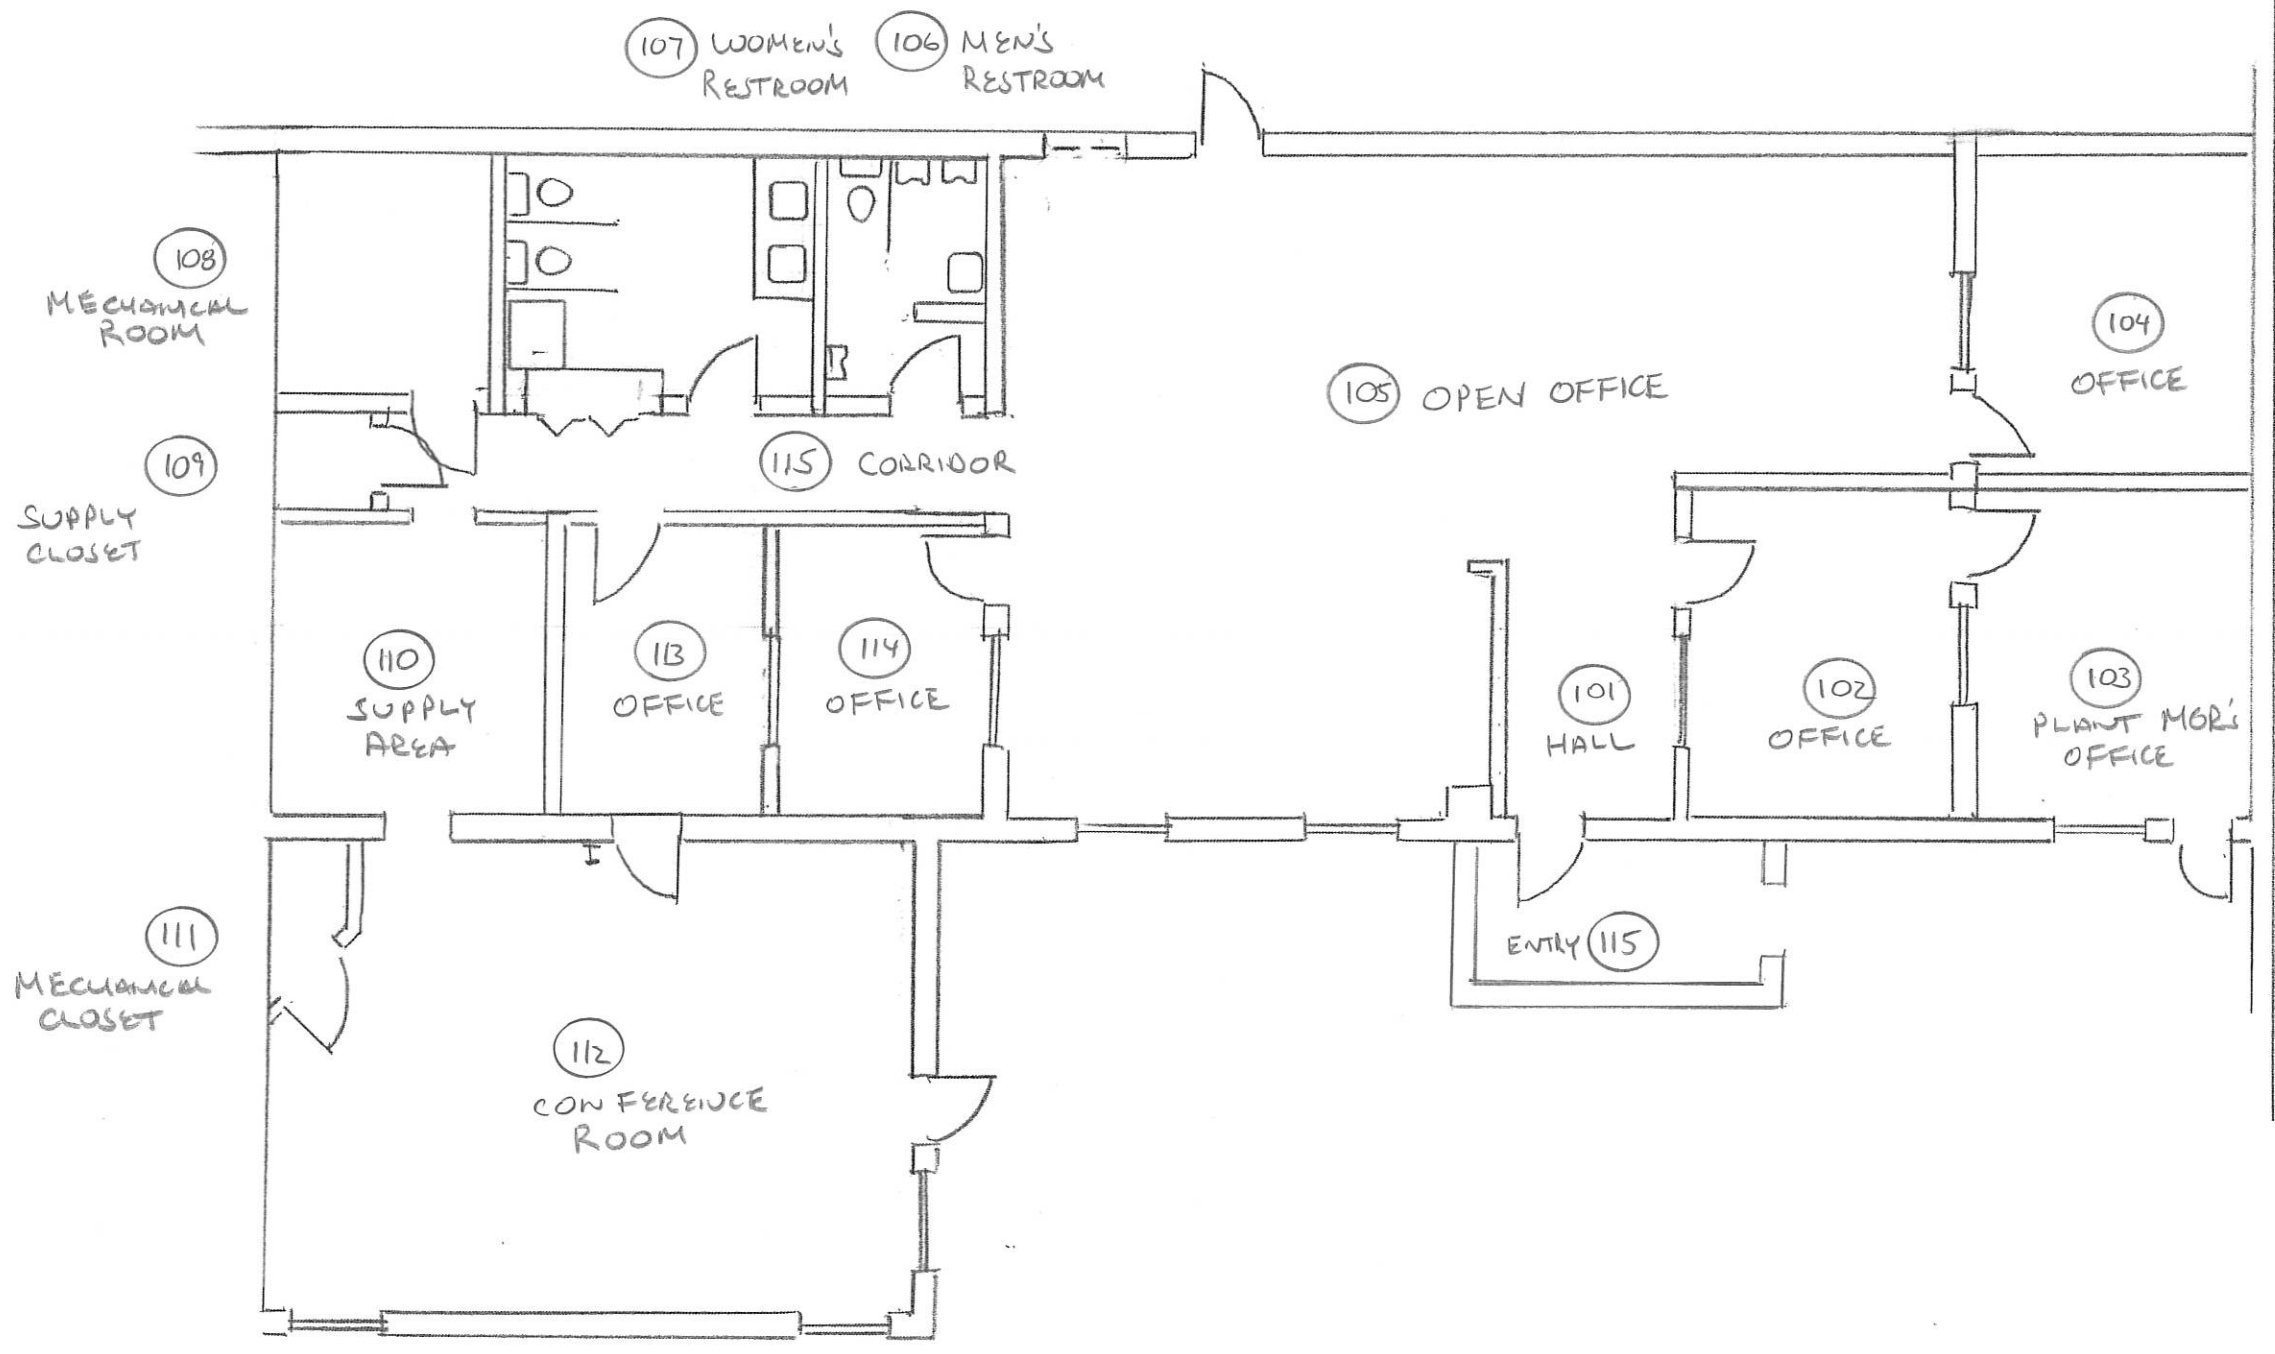 107 WOMEN'S
RESTROOM
106 MEN'S
RESTROOM
108
MECHANICAL
ROOM
104
OFFICE
105 OPEN OFFICE
109
SUPPLY
CLOSET
115 CORRIDOR
110
SUPPLY
AREA
113
OFFICE
114
OFFICE
101
HALL
102
OFFICE
103
PLANT MGR'S
OFFICE
111
MECHANICAL
CLOSET
ENTRY 115
112
CONFERENCE
ROOM